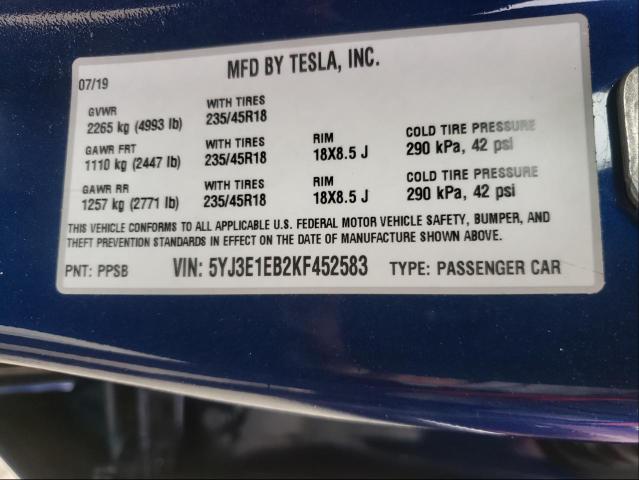 MFD BY TESLA, INC.
07/19
GVWR WITH TIRES
2265 kg (4993 lb) 235/45R18
GAWR FRT WITH TIRES RIM COLD TIRE PRESSURE
1110 kg (2447 lb) 235/45R18 18X8.5 J 290 kPa, 42 psi
GAWR RR WITH TIRES RIM COLD TIRE PRESSURE
1257 kg (2771 lb) 235/45R18 18X8.5 J 290 kPa, 42 psi
THIS VEHICLE CONFORMS TO ALL APPLICABLE U.S. FEDERAL MOTOR VEHICLE SAFETY, BUMPER, AND
THEFT PREVENTION STANDARDS IN EFFECT ON THE DATE OF MANUFACTURE SHOWN ABOVE.
PNT: PPSB VIN: 5YJ3E1EB2KF452583 TYPE: PASSENGER CAR